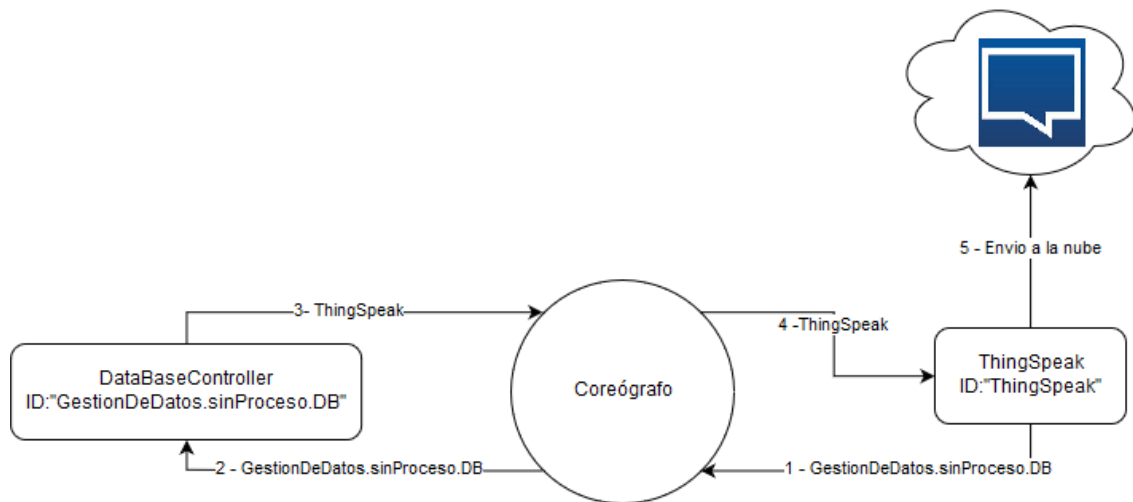 5 - Envio a la nube
3- ThingSpeak
4 -ThingSpeak
DataBaseController
ID:"GestionDeDatos.sinProceso.DB"
Coreógrafo
ThingSpeak
ID:"ThingSpeak"
2 - GestionDeDatos.sinProceso.DB
1 - GestionDeDatos.sinProceso.DB